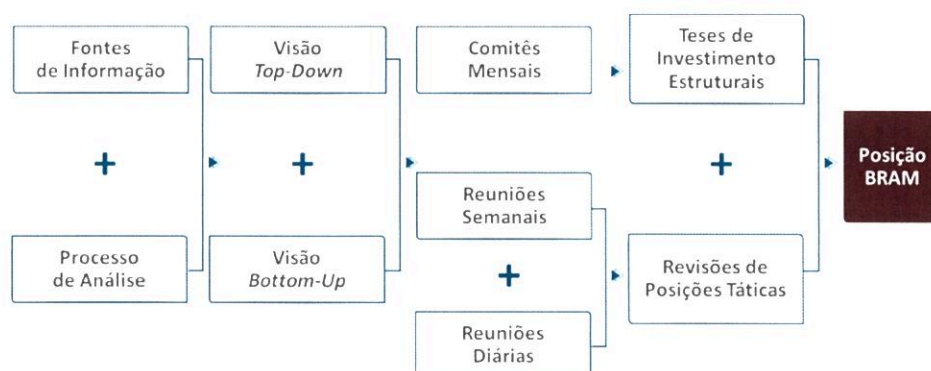 Fontes
de Informação
+
Processo
de Análise
Visão
Top-Down
+
Visão
Bottom-Up
Comitês
Mensais
Reuniões
Semanais
+
Reuniões
Diárias
Teses de
Investimento
Estruturais
+
Revisões de
Posições Táticas
Posição
BRAM